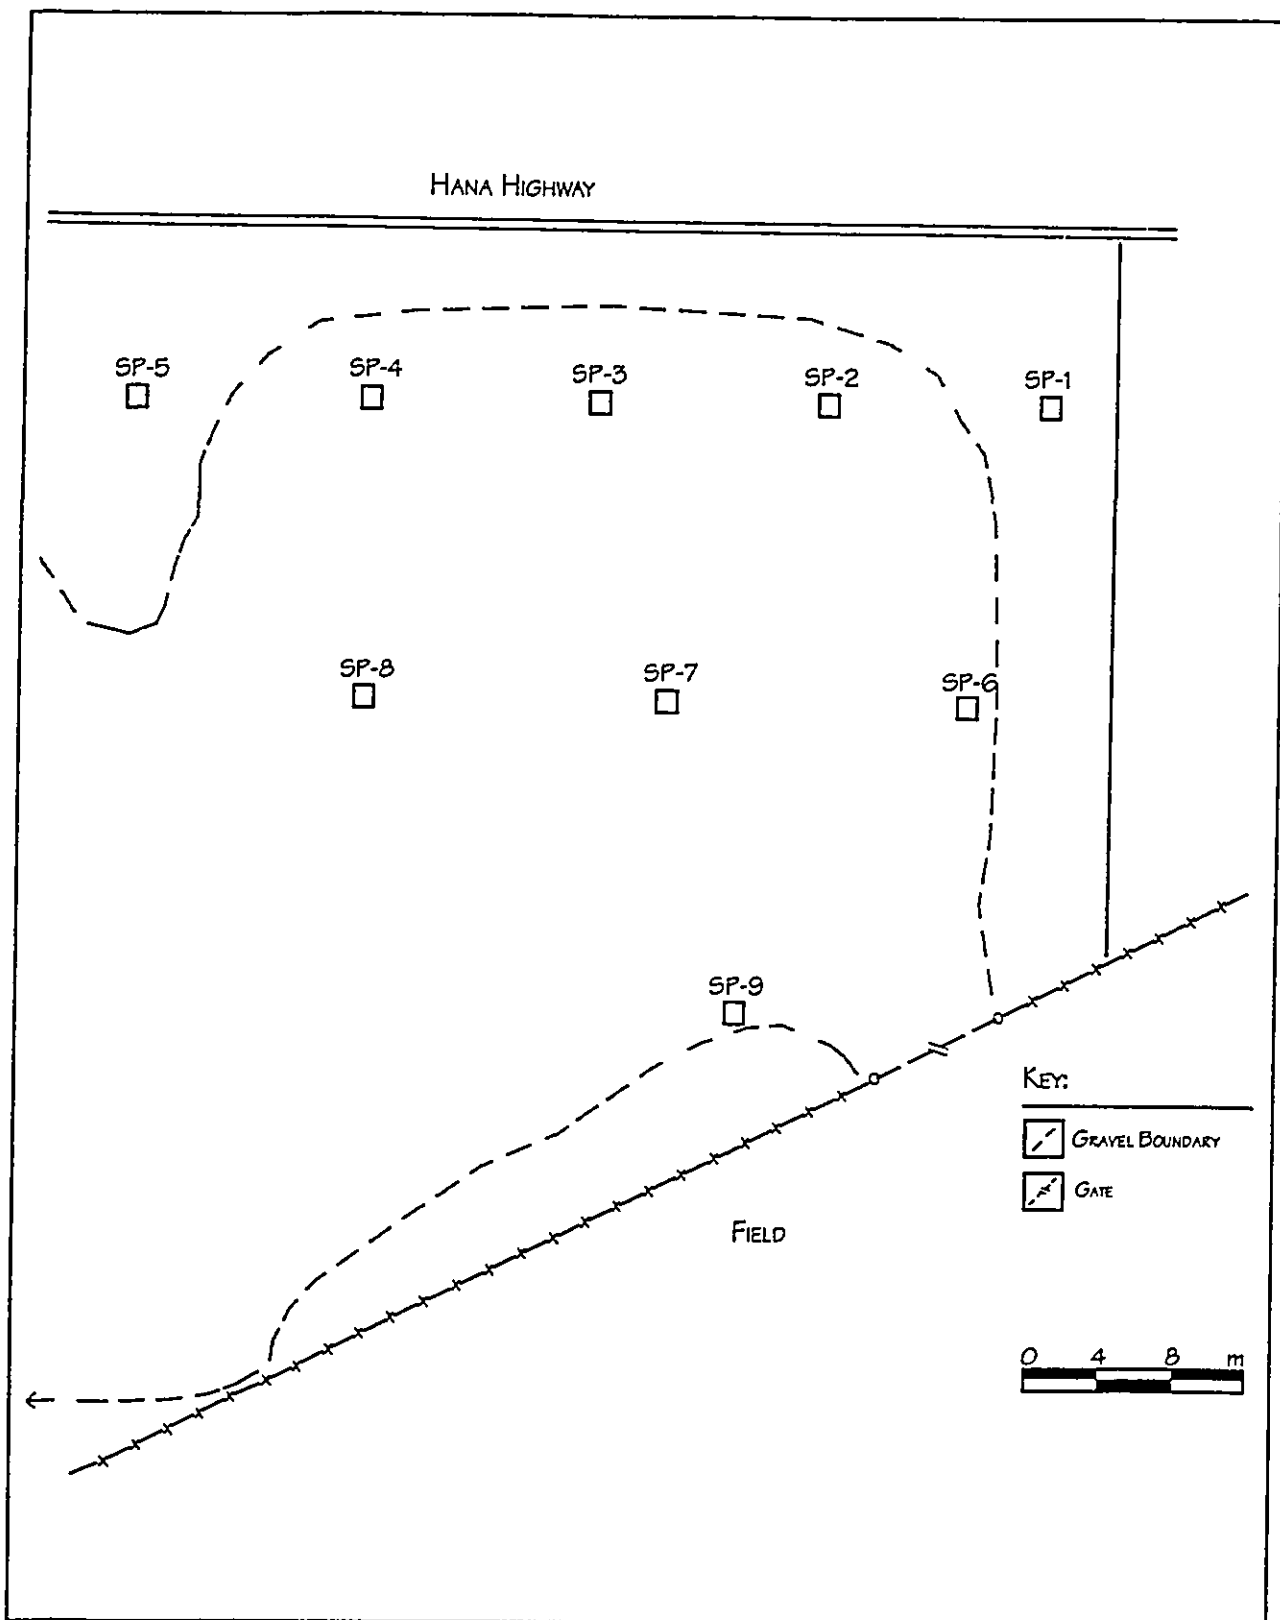 HANA HIGHWAY
SP-5
SP-4
SP-3
SP-2
SP-1
SP-8
SP-7
SP-6
SP-9
KEY:
GRAVEL BOUNDARY
GATE
FIELD
0 4 8 m